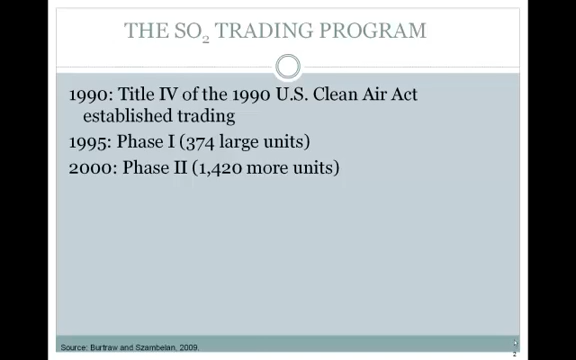 THE SO₂ TRADING PROGRAM
1990: Title IV of the 1990 U.S. Clean Air Act
established trading
1995: Phase I (374 large units)
2000: Phase II (1,420 more units)
Source: Burtraw and Szambelan, 2009.
2